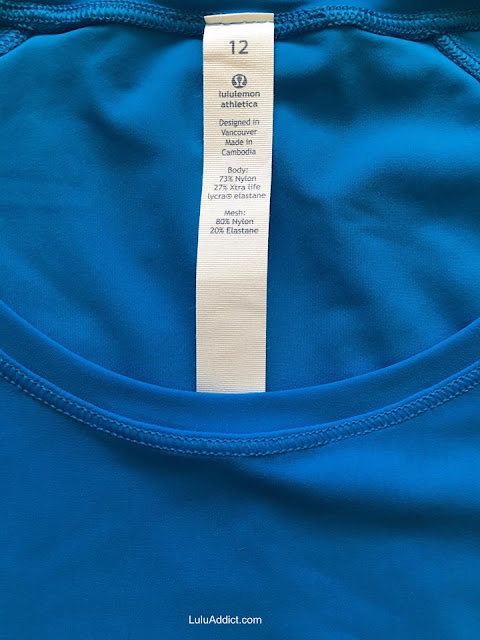 12
lululemon
athletica
Designed in
Vancouver
Made in
Cambodia
Body:
73% Nylon
27% Xtra life
lycra® elastane
Mesh:
80% Nylon
20% Elastane
LuluAddict.com